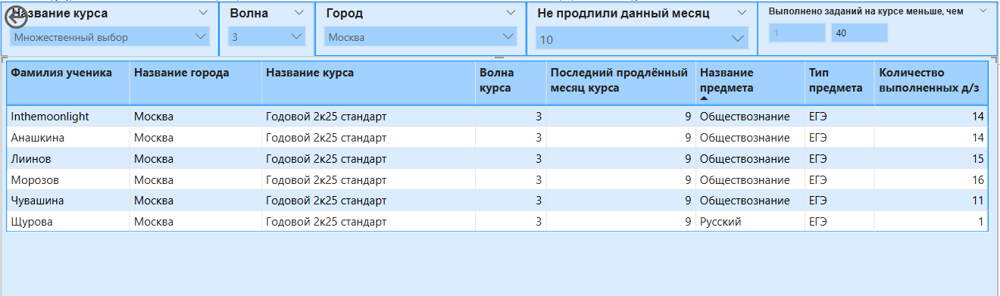 Название курса Волна Город Не продлили данный месяц Выполнено заданий на курсе меньше, чем
Множественный выбор 3 Москва 10 1 40
Фамилия ученика Название города Название курса Волна курса Последний продлённый месяц курса Название предмета Тип предмета Количество выполненных д/з
Inthemoonlight Москва Годовой 2к25 стандарт 3 9 Обществознание ЕГЭ 14
Анашкина Москва Годовой 2к25 стандарт 3 9 Обществознание ЕГЭ 14
Лиинов Москва Годовой 2к25 стандарт 3 9 Обществознание ЕГЭ 15
Морозов Москва Годовой 2к25 стандарт 3 9 Обществознание ЕГЭ 16
Чувашина Москва Годовой 2к25 стандарт 3 9 Обществознание ЕГЭ 11
Щурова Москва Годовой 2к25 стандарт 3 9 Русский ЕГЭ 1